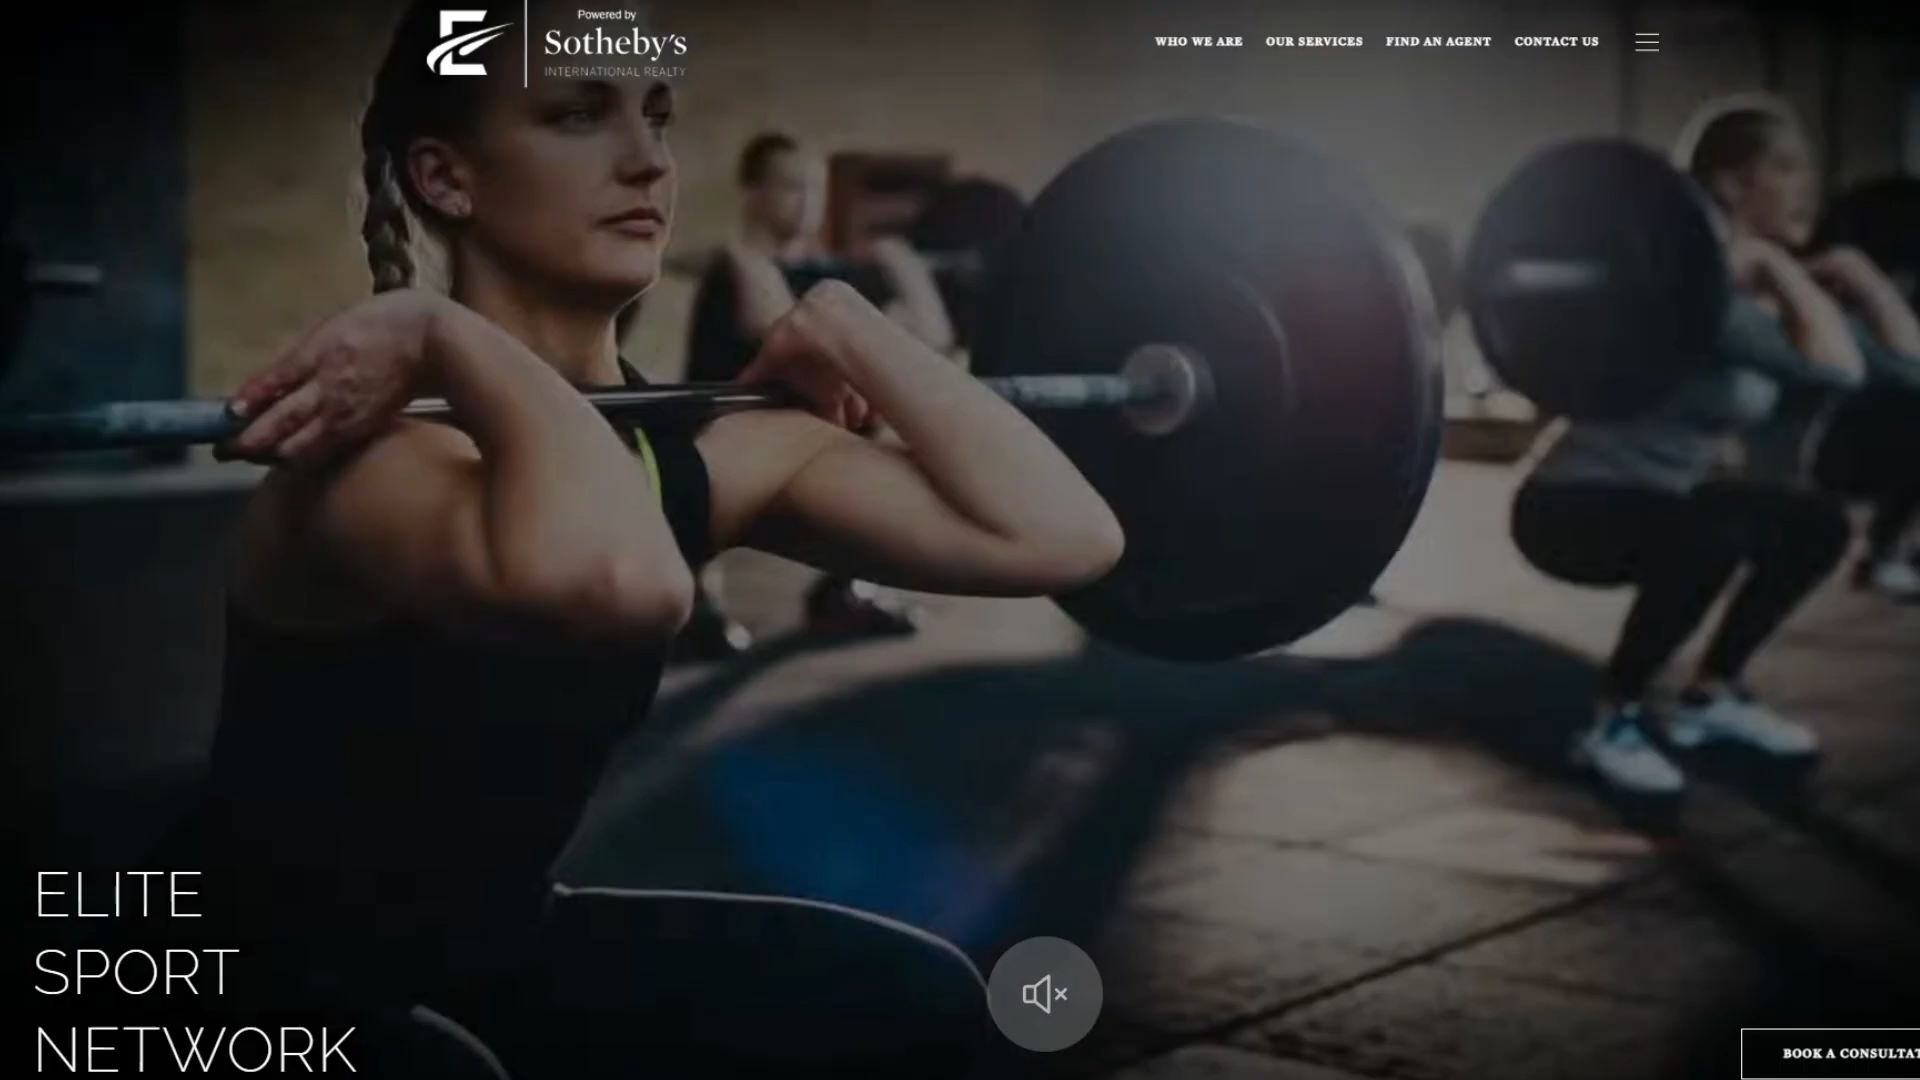 Powered by
Sotheby's
INTERNATIONAL REALTY
WHO WE ARE
OUR SERVICES
FIND AN AGENT
CONTACT US
ELITE
SPORT
NETWORK
BOOK A CONSULTAT